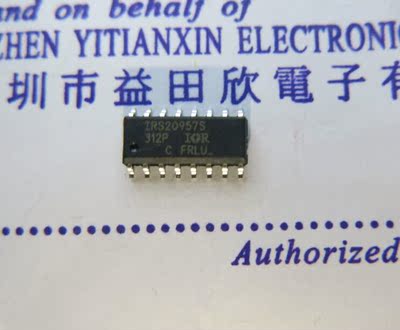 and on behalf of
ZHEN YITIANXIN ELECTRONIC
圳市益田欣電子有
IRS20957S
312P IOR
C FRLV
Authorized